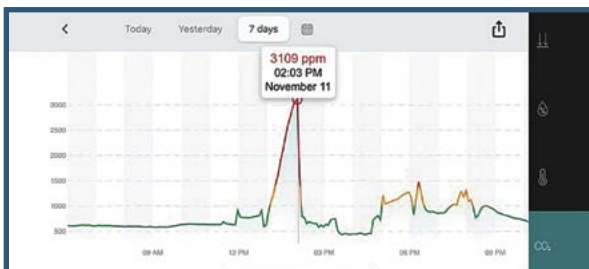 Today Yesterday 7 days
3109 ppm
02:03 PM
November 11
3000
2500
2000
1500
1000
500
09 AM 12 PM 03 PM 06 PM 09 PM
CO₂